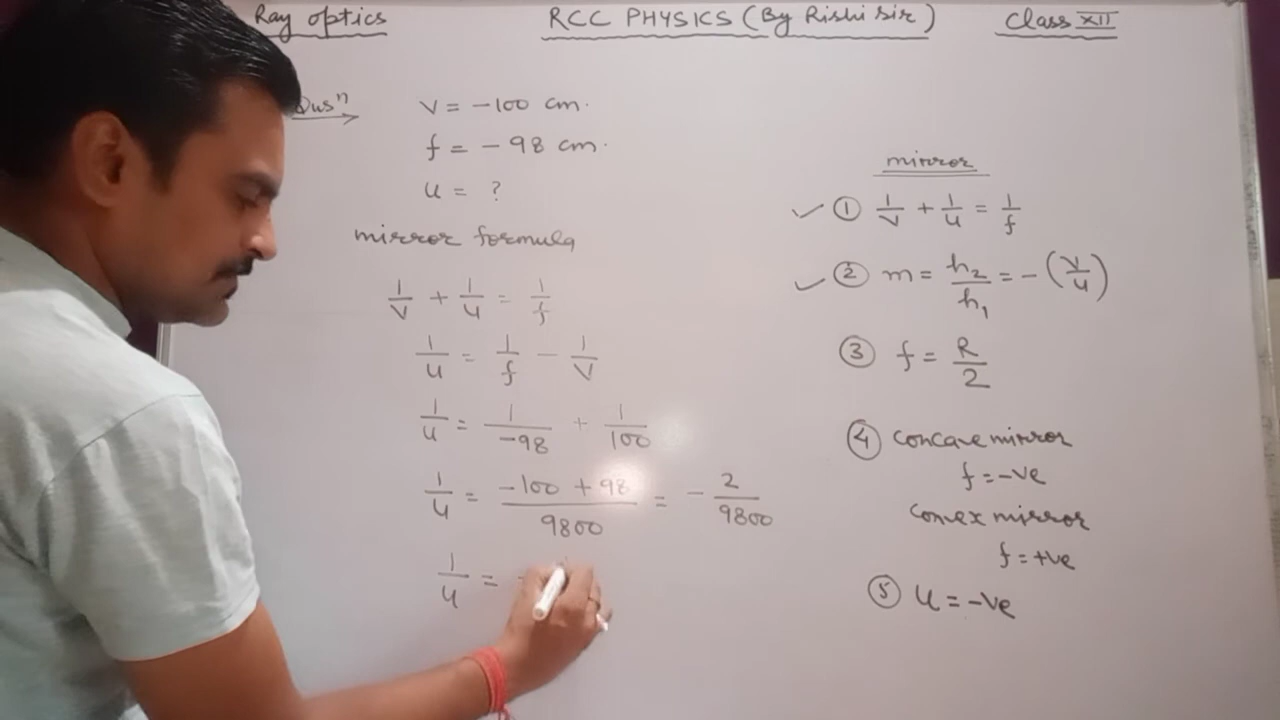 Ray optics
RCC PHYSICS (By Rishi Sir)
Class XII
Qusⁿ
v = -100 cm.
f = - 98 cm.
u = ?
mirror formula
1/v + 1/u = 1/f
1/u = 1/f - 1/v
1/u = 1/-98 + 1/100
1/u = -100 + 98/9800 = - 2/9800
1/u =
mirror
✓ ① 1/v + 1/u = 1/f
✓ ② m = h₂/h₁ = - (v/u)
③ f = R/2
④ concave mirror
f = -ve
convex mirror
f = +ve
⑤ u = -ve